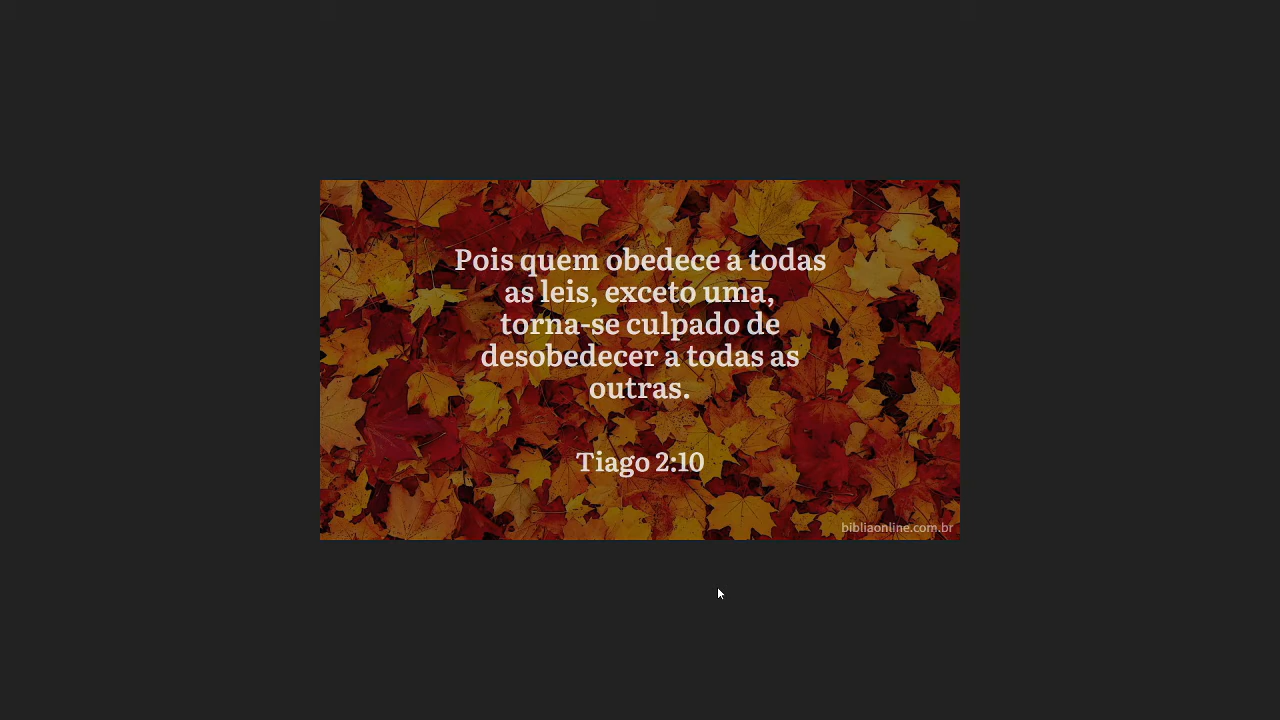 Pois quem obedece a todas
as leis, exceto uma,
torna-se culpado de
desobedecer a todas as
outras.
Tiago 2:10
bibliaonline.com.br